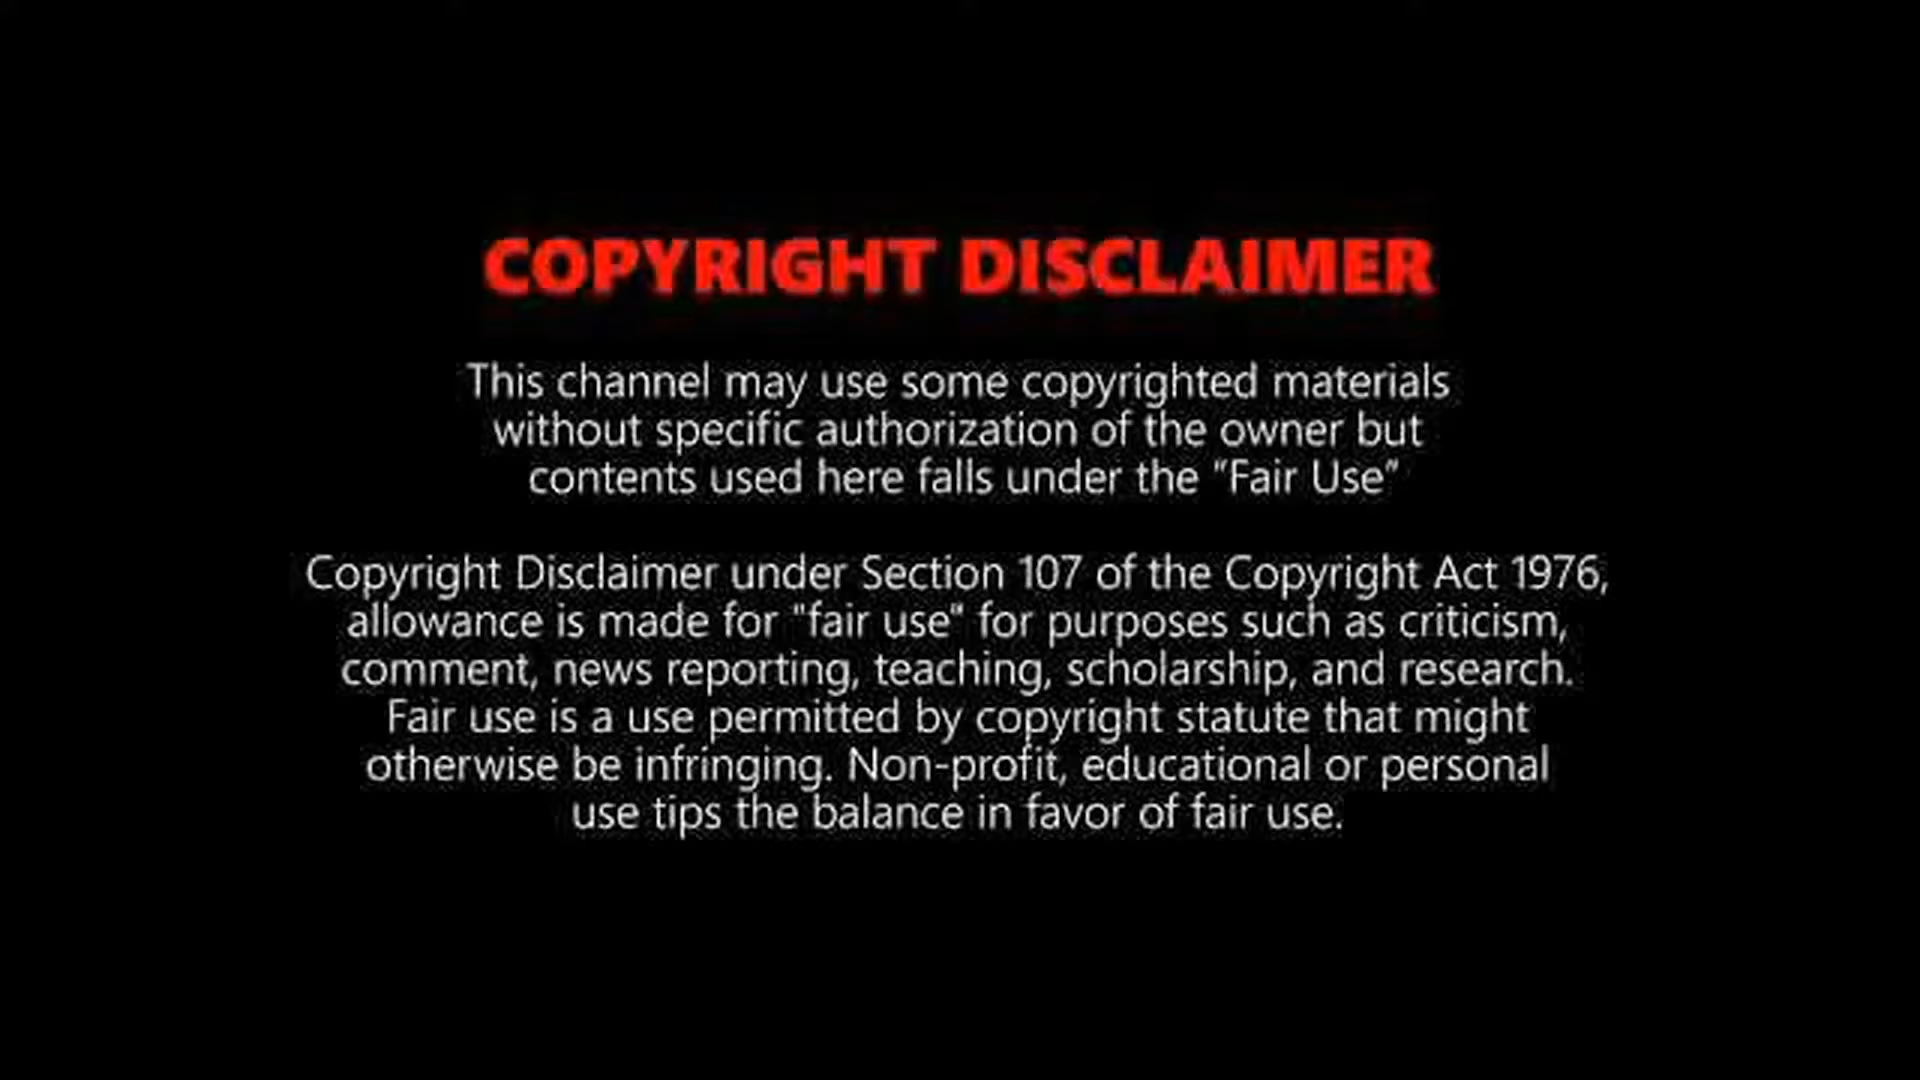 COPYRIGHT DISCLAIMER
This channel may use some copyrighted materials
without specific authorization of the owner but
contents used here falls under the "Fair Use"
Copyright Disclaimer under Section 107 of the Copyright Act 1976,
allowance is made for "fair use" for purposes such as criticism,
comment, news reporting, teaching, scholarship, and research.
Fair use is a use permitted by copyright statute that might
otherwise be infringing. Non-profit, educational or personal
use tips the balance in favor of fair use.